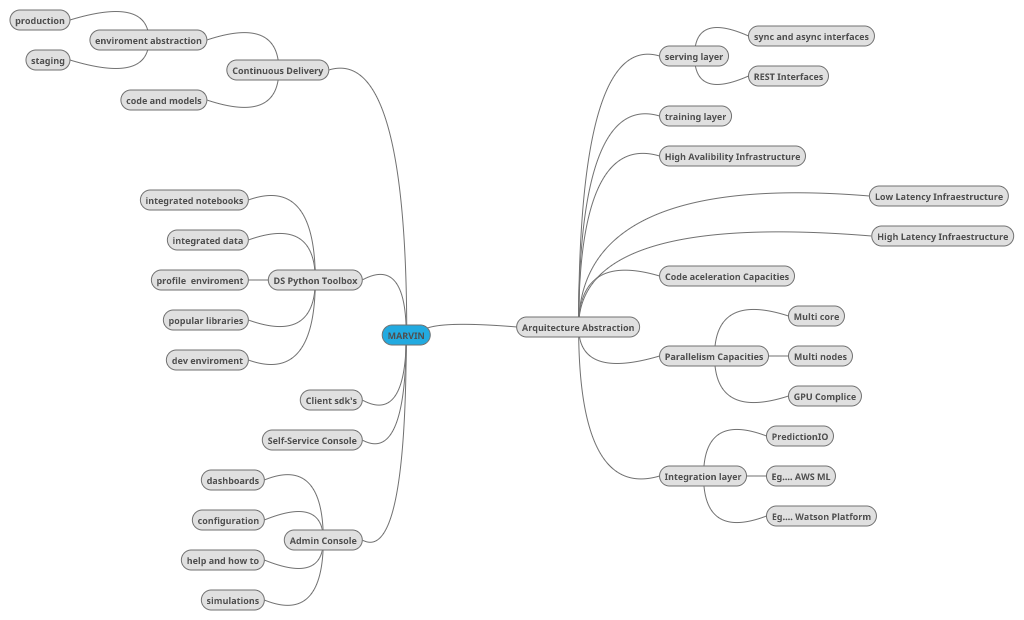 production
enviroment abstraction
staging
Continuous Delivery
code and models
integrated notebooks
integrated data
profile  enviroment
DS Python Toolbox
popular libraries
dev enviroment
MARVIN
Client sdk's
Self-Service Console
dashboards
configuration
Admin Console
help and how to
simulations
sync and async interfaces
serving layer
REST Interfaces
training layer
High Avalibility Infrastructure
Low Latency Infraestructure
High Latency Infraestructure
Code aceleration Capacities
Arquitecture Abstraction
Multi core
Parallelism Capacities
Multi nodes
GPU Complice
PredictionIO
Integration layer
Eg.... AWS ML
Eg.... Watson Platform